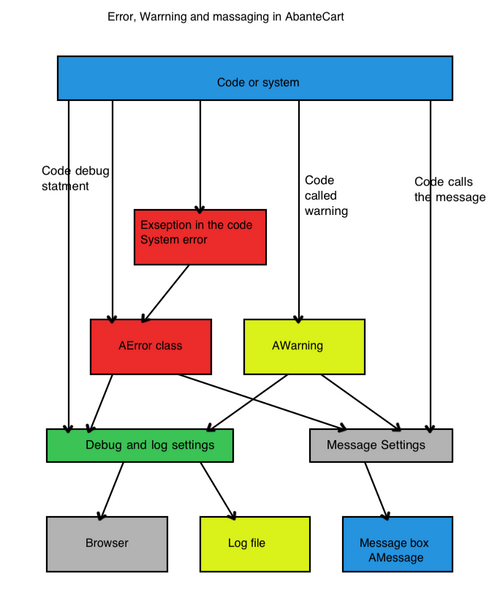 Error, Warrning and massaging in AbanteCart
Code or system
Code debug
statment
Code
called
warning
Code calls
the message
Exseption in the code
System error
AError class
AWarning
Debug and log settings
Message Settings
Browser
Log file
Message box
AMessage